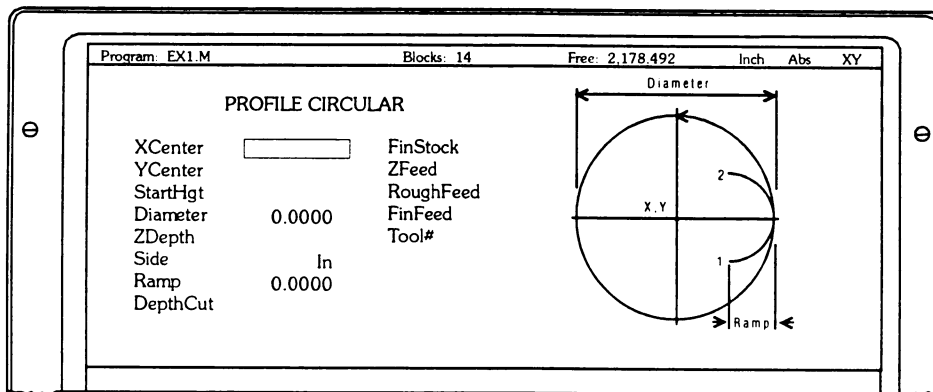 Program: EX1.M Blocks: 14 Free: 2,178.492 Inch Abs XY
PROFILE CIRCULAR
XCenter FinStock
YCenter ZFeed
StartHgt RoughFeed
Diameter 0.0000 FinFeed
ZDepth Tool#
Side In
Ramp 0.0000
DepthCut
Diameter
2
X,Y
1
Ramp